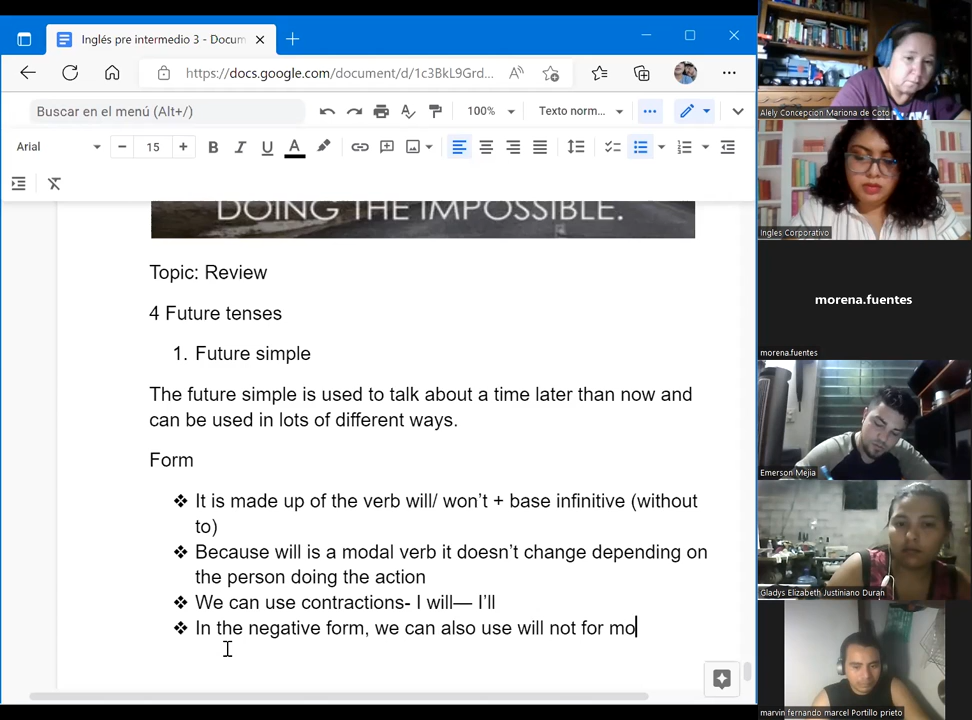 Inglés pre intermedio 3 - Docum
https://docs.google.com/document/d/1c3BkL9Grd...
Buscar en el menú (Alt+/)
100%
Texto norm...
Arial
15
B I U A
DOING THE IMPOSSIBLE.
Topic: Review
4 Future tenses
1. Future simple
The future simple is used to talk about a time later than now and
can be used in lots of different ways.
Form
❖ It is made up of the verb will/ won’t + base infinitive (without
to)
❖ Because will is a modal verb it doesn’t change depending on
the person doing the action
❖ We can use contractions- I will— I’ll
❖ In the negative form, we can also use will not for mo
Alely Concepcion Mariona de Coto
Ingles Corporativo
morena.fuentes
morena.fuentes
Emerson Mejia
Gladys Elizabeth Justiniano Duran
marvin fernando marcel Portillo prieto